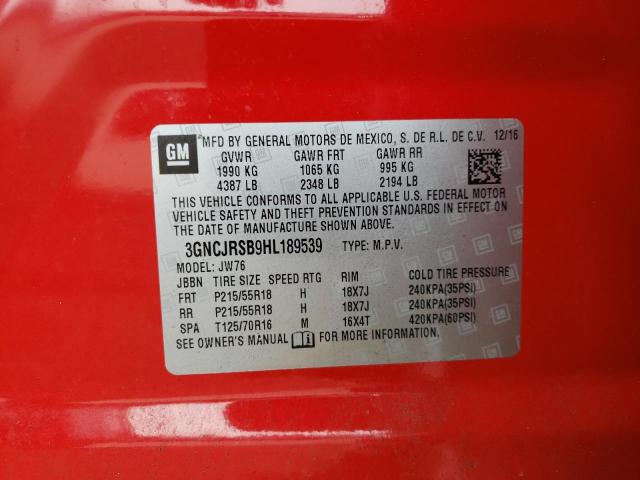 GM
MFD BY GENERAL MOTORS DE MEXICO, S. DE R.L. DE C.V. 12/16
GVWR GAWR FRT GAWR RR
1990 KG 1065 KG 995 KG
4387 LB 2348 LB 2194 LB
THIS VEHICLE CONFORMS TO ALL APPLICABLE U.S. FEDERAL MOTOR
VEHICLE SAFETY AND THEFT PREVENTION STANDARDS IN EFFECT ON
THE DATE OF MANUFACTURE SHOWN ABOVE.
3GNCJRSB9HL189539 TYPE: M.P.V.
MODEL: JW76
JBBN TIRE SIZE SPEED RTG RIM COLD TIRE PRESSURE
FRT P215/55R18 H 18X7J 240KPA(35PSI)
RR P215/55R18 H 18X7J 240KPA(35PSI)
SPA T125/70R16 M 16X4T 420KPA(60PSI)
SEE OWNER'S MANUAL FOR MORE INFORMATION.